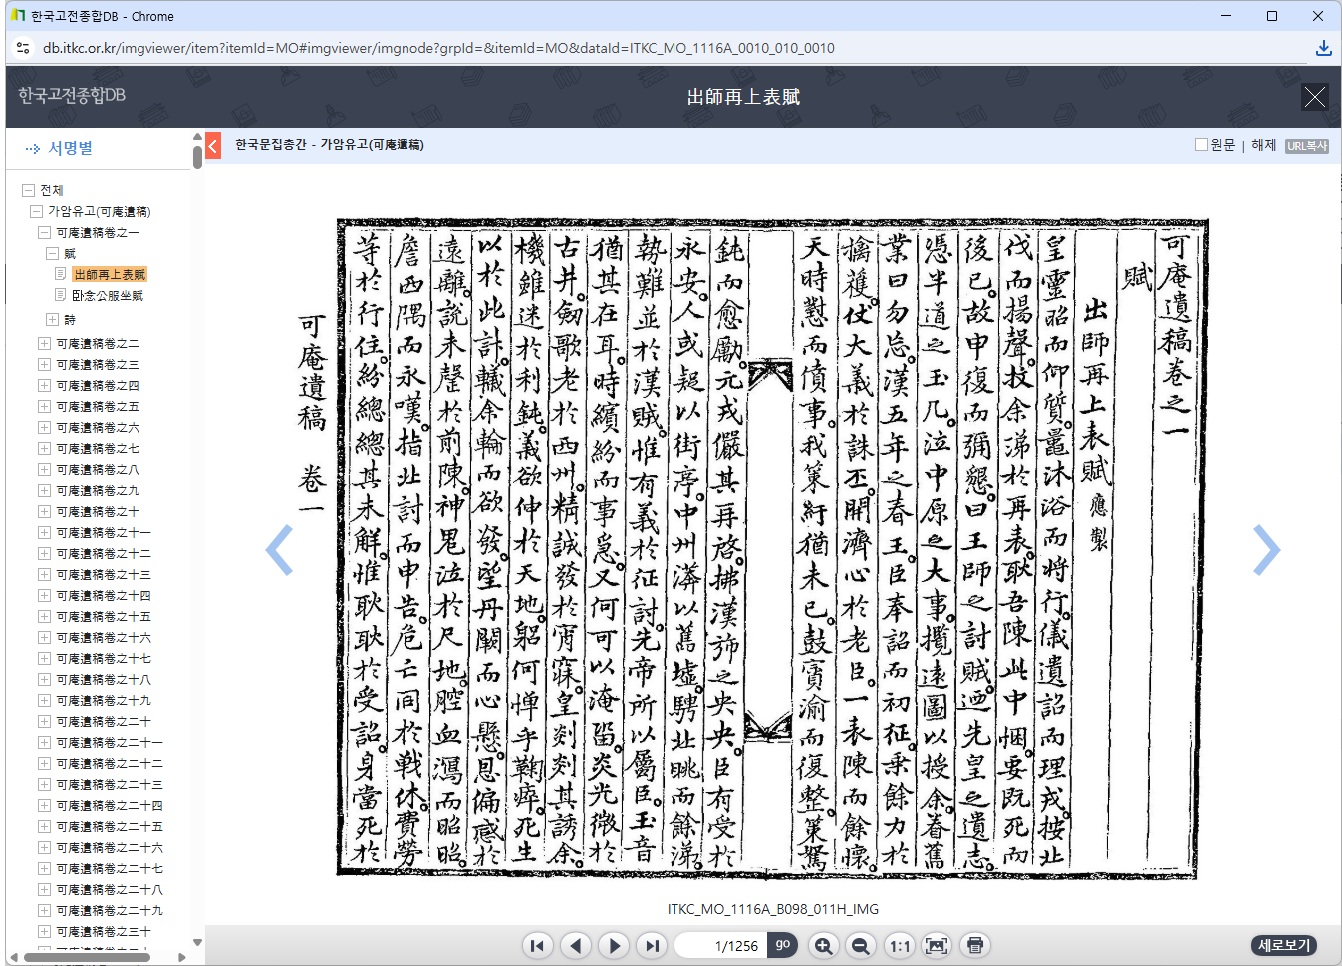 한국고전종합DB - Chrome
db.itkc.or.kr/imgviewer/item?itemId=MO#imgviewer/imgnode?grpId=&itemId=MO&dataId=ITKC_MO_1116A_0010_010_0010
한국고전종합DB
出師再上表賦
서명별
전체
가암유고(可庵遺稿)
可庵遺稿卷之一
賦
出師再上表賦
卧念公服坐賦
詩
可庵遺稿卷之二
可庵遺稿卷之三
可庵遺稿卷之四
可庵遺稿卷之五
可庵遺稿卷之六
可庵遺稿卷之七
可庵遺稿卷之八
可庵遺稿卷之九
可庵遺稿卷之十
可庵遺稿卷之十一
可庵遺稿卷之十二
可庵遺稿卷之十三
可庵遺稿卷之十四
可庵遺稿卷之十五
可庵遺稿卷之十六
可庵遺稿卷之十七
可庵遺稿卷之十八
可庵遺稿卷之十九
可庵遺稿卷之二十
可庵遺稿卷之二十一
可庵遺稿卷之二十二
可庵遺稿卷之二十三
可庵遺稿卷之二十四
可庵遺稿卷之二十五
可庵遺稿卷之二十六
可庵遺稿卷之二十七
可庵遺稿卷之二十八
可庵遺稿卷之二十九
可庵遺稿卷之三十
한국문집총간 - 가암유고(可庵遺稿)
원문 | 해제 URL복사
可庵遺稿卷之一
賦
出師再上表賦 應製
皇靈昭而仰質。鼂沐浴而將行。儀遺詔而理戎。按北
伐而揚聲。抆余涕於再表。耿吾陳此中悃。要既死而
後已。故申復而彌懇。曰王師之討賊。迺先皇之遺志。
憑半道之玉几。泣中原之大事。攬遠圖以授余。眷舊
業曰勿忘。漢五年之春王。臣奉詔而初征。乘餘力於
擒獲。仗大義於誅丕。開濟心於老臣。一表陳而餘懷。
天時懟而僨事。我策紆猶未已。鼓實渝而復整。策駑
鈍而愈勵。元戎儼其再啓。拂漢斾之央央。臣有受於
永安。人或疑以街亭。中州漭以舊墟。騁北眺而餘涕。
執難並於漢賊。惟有義於征討。先帝所以屬臣。玉音
猶其在耳。時繽紛而事。又何可以淹留。炎光微於
古井。歌老於西州。精誠發於宵寐。皇剡剡其誘余。
機雖迷於利鈍。義欲伸於天地。躬何憚乎鞠瘁。死生
以於此計。轙余輪而欲發。望丹闕而心懸。恩偏感於
遠離。說未罄於前陳。神鬼泣於尺地。腔血瀉而昭昭。
詹西隅而永嘆。指北討而申告。危亡同於戰休。費勞
等於行住。紛總總其未解。惟耿耿於受詔。身當死於
可庵遺稿 卷一
ITKC_MO_1116A_B098_011H_IMG
1/1256 go
1:1
세로보기